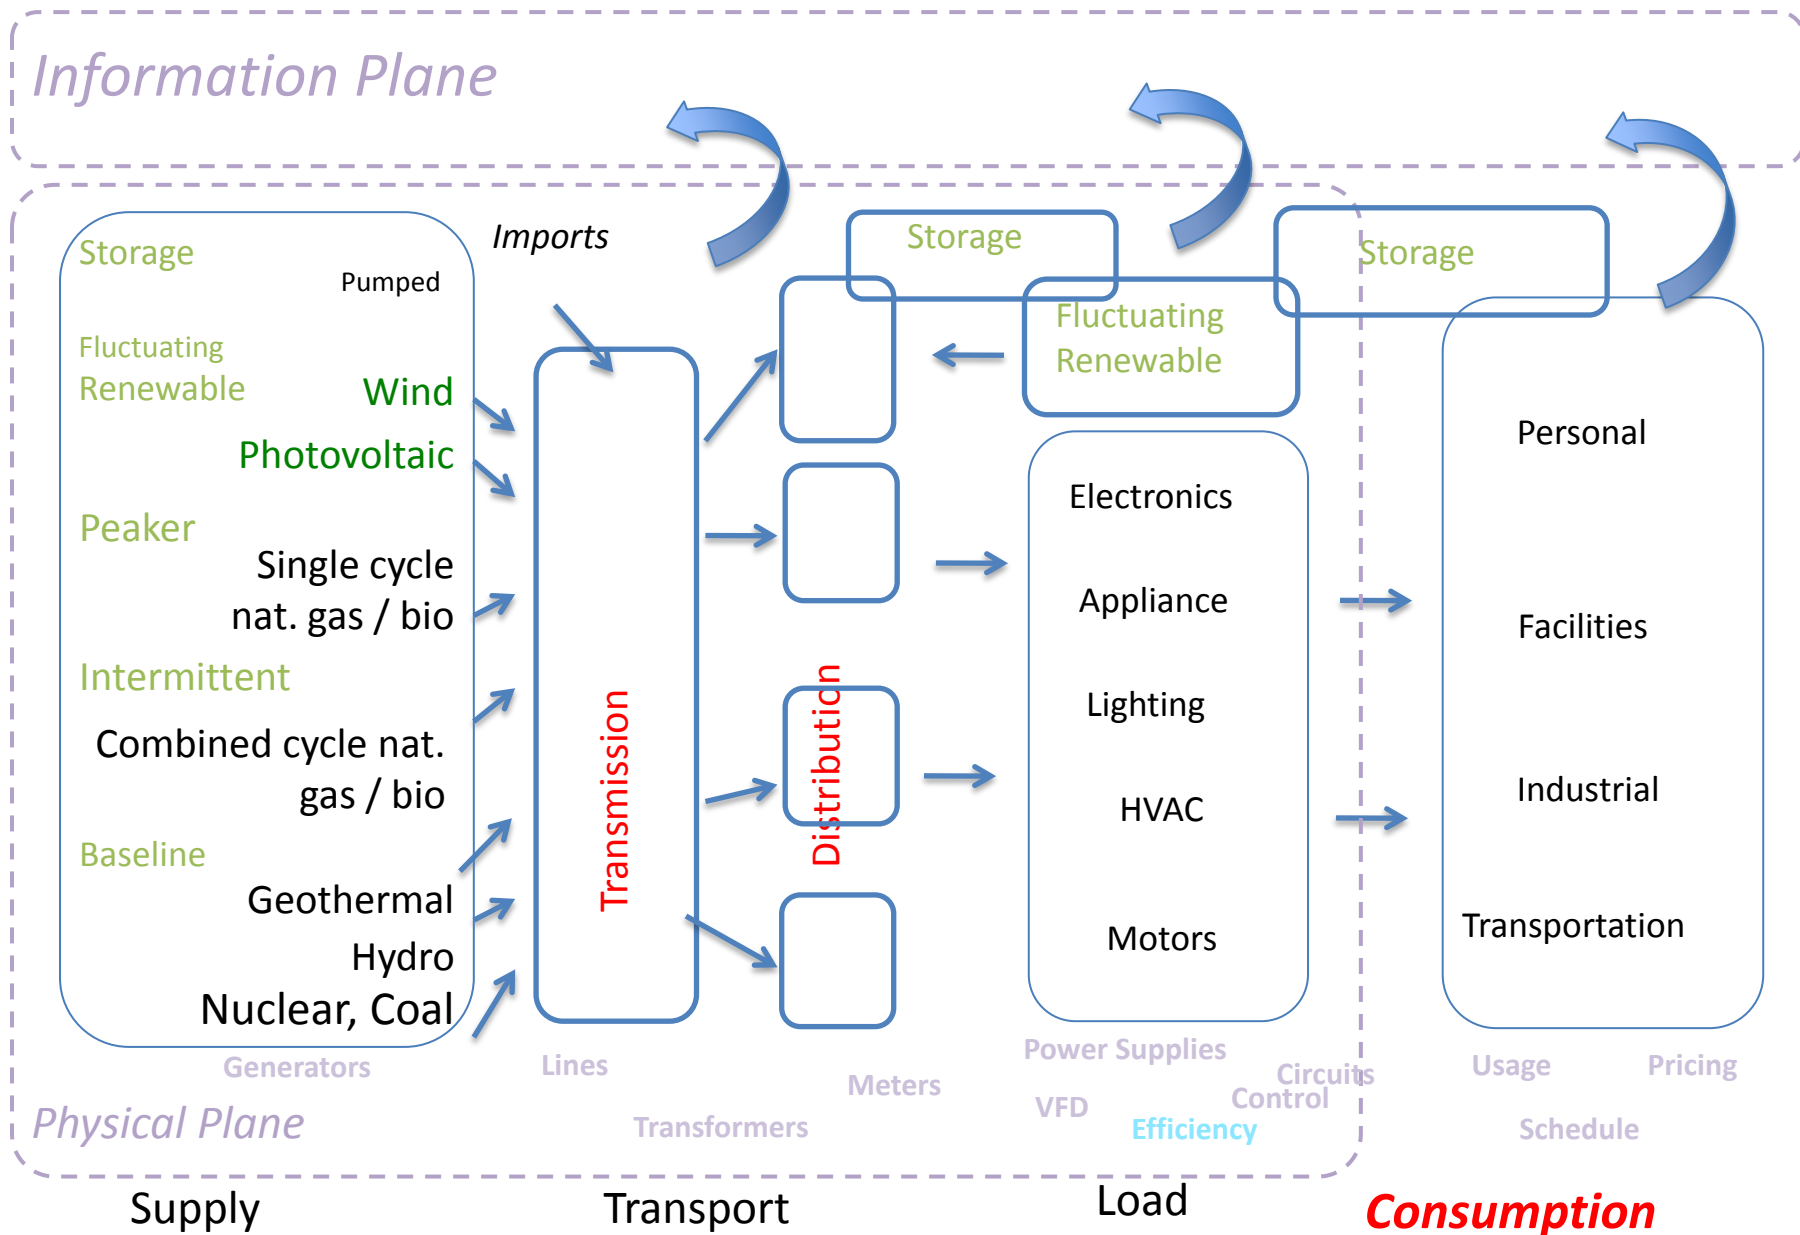 Information Plane
Storage
Pumped
Fluctuating
Renewable
Wind
Photovoltaic
Peaker
Single cycle
nat. gas / bio
Intermittent
Combined cycle nat.
gas / bio
Baseline
Geothermal
Hydro
Nuclear, Coal
Generators
Physical Plane
Supply
Imports
Transmission
Lines
Transformers
Distribution
Meters
Transport
Storage
Fluctuating
Renewable
Electronics
Appliance
Lighting
HVAC
Motors
Power Supplies
Circuits
VFD
Control
Efficiency
Load
Storage
Personal
Facilities
Industrial
Transportation
Usage
Pricing
Schedule
Consumption